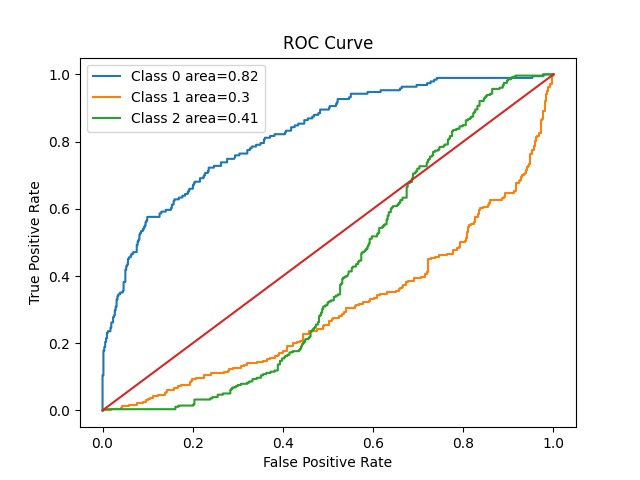 ROC Curve
Class 0 area=0.82
Class 1 area=0.3
Class 2 area=0.41
1.0
0.8
0.6
0.4
0.2
0.0
True Positive Rate
0.0 0.2 0.4 0.6 0.8 1.0
False Positive Rate